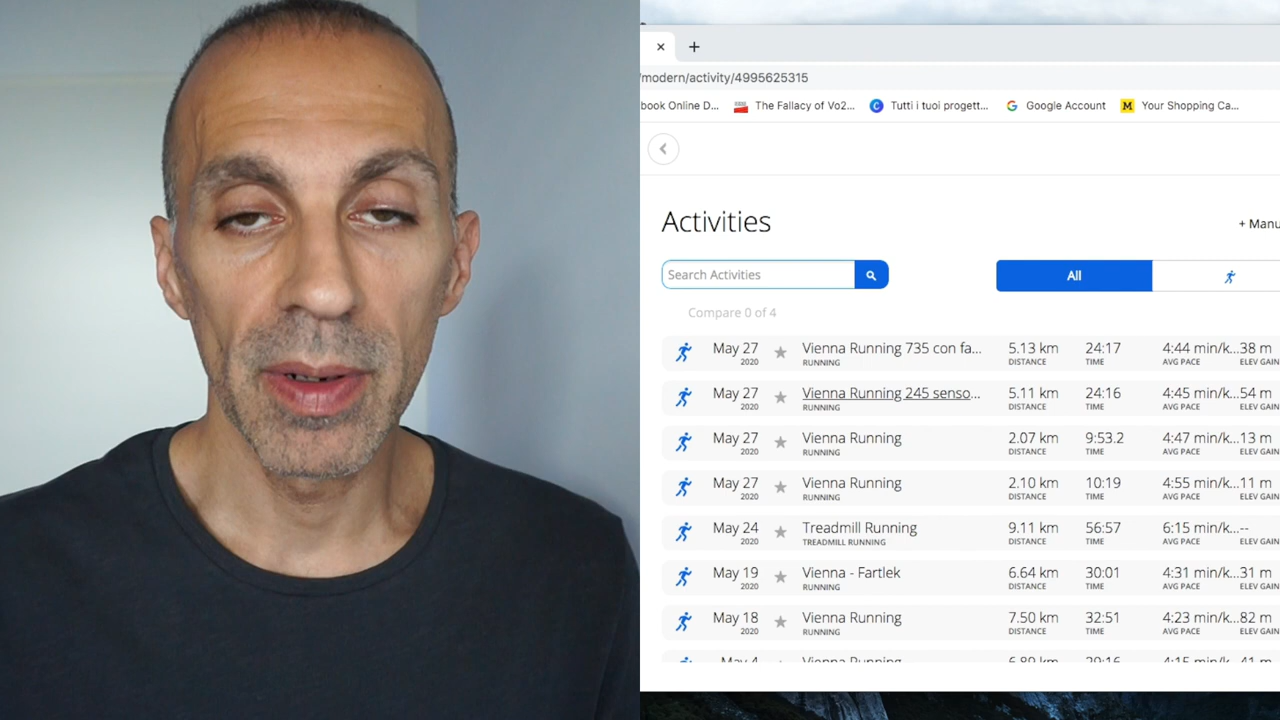 /modern/activity/4995625315
book Online D... The Fallacy of Vo2... Tutti i tuoi progett... Google Account Your Shopping Ca...
Activities
+ Manu
Search Activities
All
Compare 0 of 4
May 27 Vienna Running 735 con fa... 5.13 km 24:17 4:44 min/k... 38 m
2020 RUNNING DISTANCE TIME AVG PACE ELEV GAIN
May 27 Vienna Running 245 senso... 5.11 km 24:16 4:45 min/k... 54 m
2020 RUNNING DISTANCE TIME AVG PACE ELEV GAIN
May 27 Vienna Running 2.07 km 9:53.2 4:47 min/k... 13 m
2020 RUNNING DISTANCE TIME AVG PACE ELEV GAIN
May 27 Vienna Running 2.10 km 10:19 4:55 min/k... 11 m
2020 RUNNING DISTANCE TIME AVG PACE ELEV GAIN
May 24 Treadmill Running 9.11 km 56:57 6:15 min/k... --
2020 TREADMILL RUNNING DISTANCE TIME AVG PACE ELEV GAIN
May 19 Vienna - Fartlek 6.64 km 30:01 4:31 min/k... 31 m
2020 RUNNING DISTANCE TIME AVG PACE ELEV GAIN
May 18 Vienna Running 7.50 km 32:51 4:23 min/k... 82 m
2020 RUNNING DISTANCE TIME AVG PACE ELEV GAIN
May 4 Vienna Running